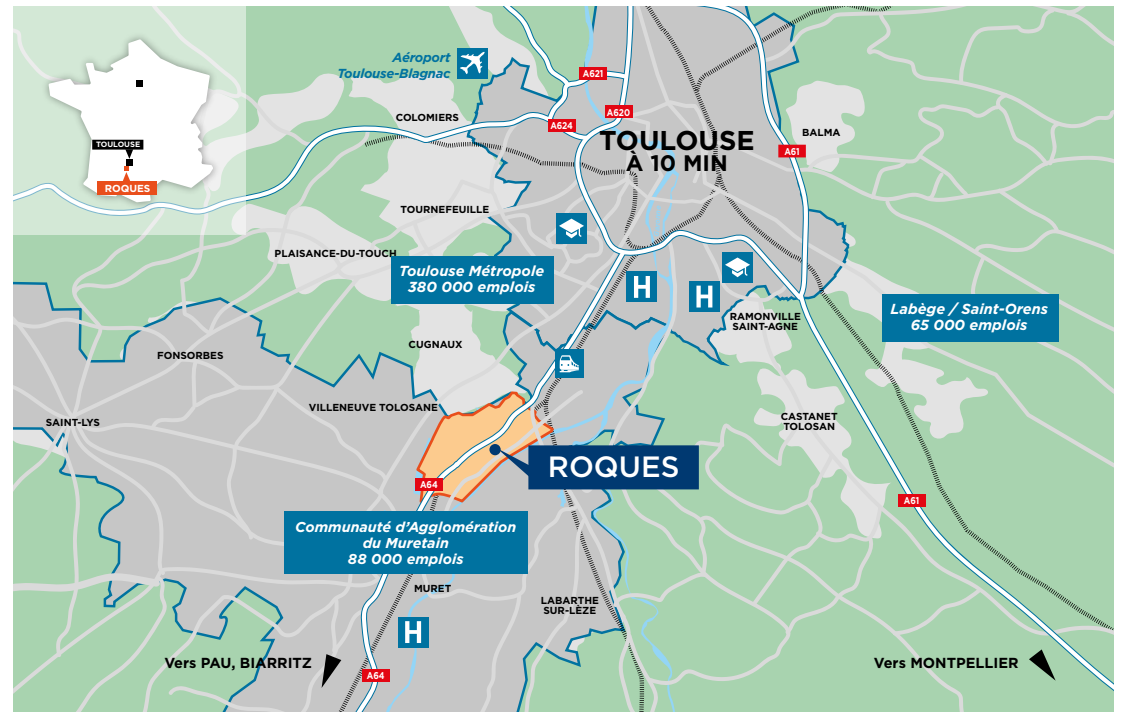 Aéroport
Toulouse-Blagnac
A621
COLOMIERS
A620
A624
TOULOUSE
À 10 MIN
BALMA
A61
TOULOUSE
ROQUES
TOURNEFEUILLE
PLAISANCE-DU-TOUCH
Toulouse Métropole
380 000 emplois
H
H
RAMONVILLE
SAINT-AGNE
Labège / Saint-Orens
65 000 emplois
CUGNAUX
FONSORBES
VILLENEUVE TOLOSANE
SAINT-LYS
CASTANET
TOLOSAN
ROQUES
A64
A61
Communauté d'Agglomération
du Muretain
88 000 emplois
MURET
LABARTHE
SUR-LÈZE
H
Vers PAU, BIARRITZ
A64
Vers MONTPELLIER